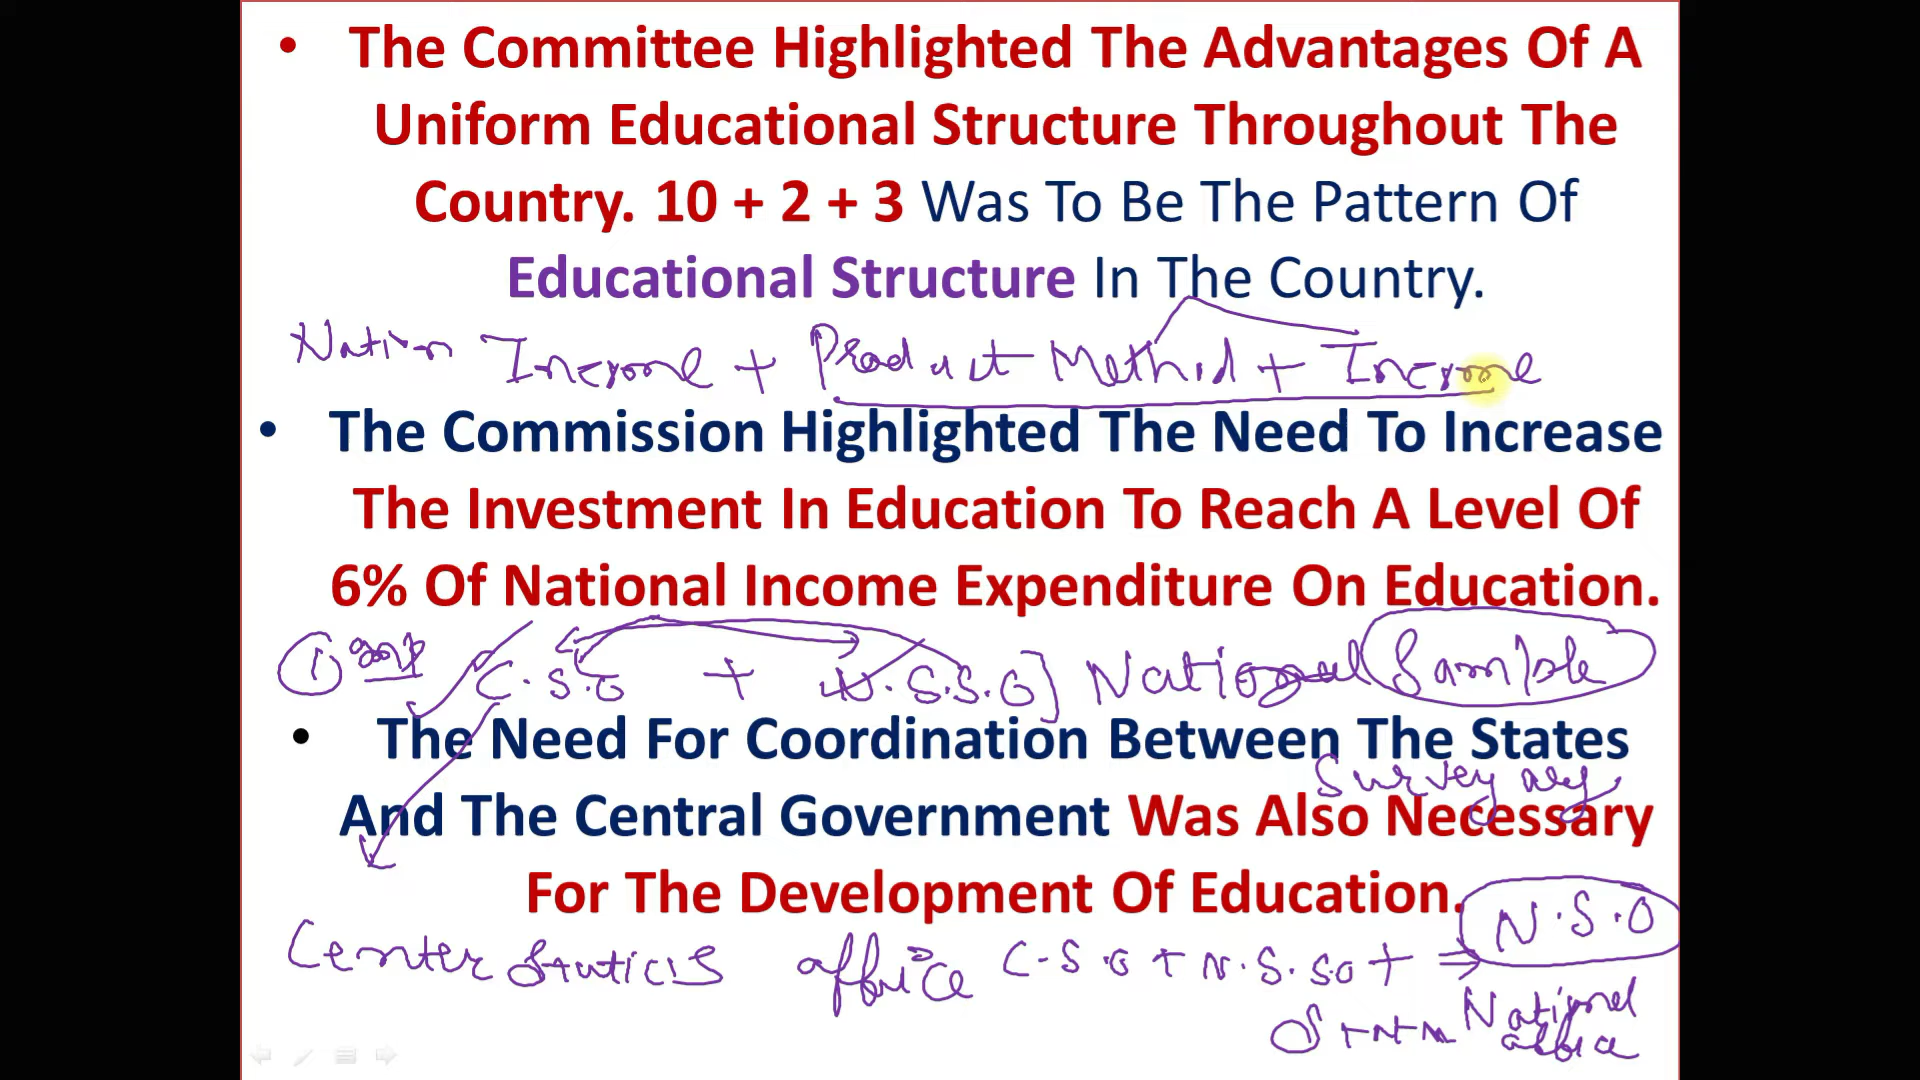 • The Committee Highlighted The Advantages Of A
Uniform Educational Structure Throughout The
Country. 10 + 2 + 3 Was To Be The Pattern Of
Educational Structure In The Country.
Nation Income + Product Method + Income
• The Commission Highlighted The Need To Increase
The Investment In Education To Reach A Level Of
6% Of National Income Expenditure On Education.
① C.S.O + N.S.S.O] National Sample
• The Need For Coordination Between The States
Survey
And The Central Government Was Also Necessary
For The Development Of Education.
N.S.O
Center office C.S.O + N.S.SO + ⇒
National